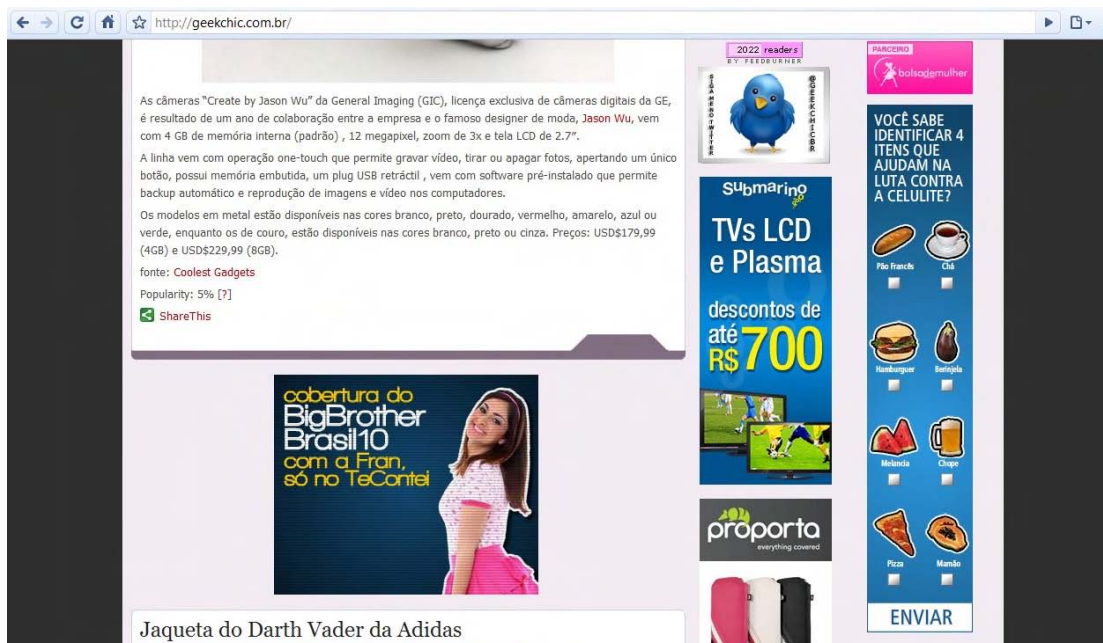 http://geekchic.com.br/
As câmeras “Create by Jason Wu” da General Imaging (GIC), licença exclusiva de câmeras digitais da GE,
é resultado de um ano de colaboração entre a empresa e o famoso designer de moda, Jason Wu, vem
com 4 GB de memória interna (padrão) , 12 megapixel, zoom de 3x e tela LCD de 2.7”.
A linha vem com operação one-touch que permite gravar vídeo, tirar ou apagar fotos, apertando um único
botão, possui memória embutida, um plug USB retráctil , vem com software pré-instalado que permite
backup automático e reprodução de imagens e vídeo nos computadores.
Os modelos em metal estão disponíveis nas cores branco, preto, dourado, vermelho, amarelo, azul ou
verde, enquanto os de couro, estão disponíveis nas cores branco, preto ou cinza. Preços: USD$179,99
(4GB) e USD$229,99 (8GB).
fonte: Coolest Gadgets
Popularity: 5% [?]
ShareThis
cobertura do
BigBrother
Brasil10
com a Fran,
só no TeContei
Jaqueta do Darth Vader da Adidas
2022 readers
BY FEEDBURNER
SIGAMENOTWITTER
@GEEKCHICBR
Submarino
TVs LCD
e Plasma
descontos de
até
R$700
proporta
everything covered
PARCEIRO
bolsademulher
VOCÊ SABE
IDENTIFICAR 4
ITENS QUE
AJUDAM NA
LUTA CONTRA
A CELULITE?
Pão Francês Chá
Hamburguer Berinjela
Melancia Chope
Pizza Mamão
ENVIAR